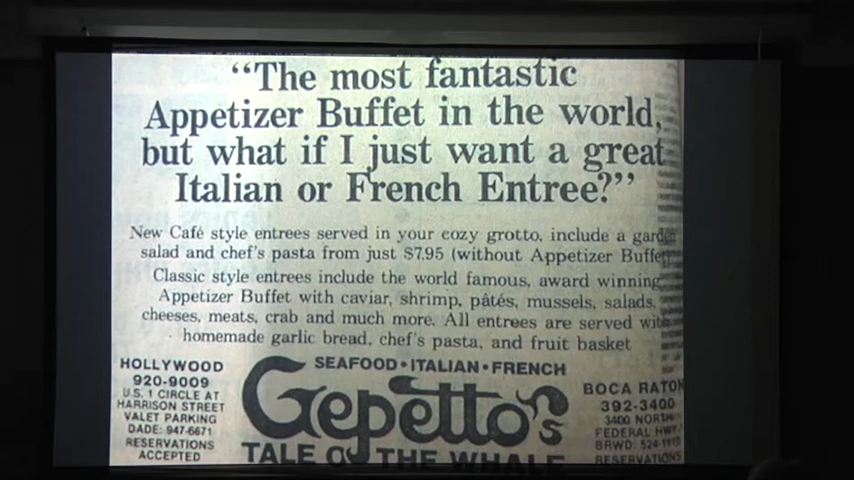 “The most fantastic
Appetizer Buffet in the world,
but what if I just want a great
Italian or French Entree?”
New Café style entrees served in your cozy grotto, include a garden
salad and chef's pasta from just $7.95 (without Appetizer Buffet)
Classic style entrees include the world famous, award winning
Appetizer Buffet with caviar, shrimp, pâtés, mussels, salads,
cheeses, meats, crab and much more. All entrees are served with
homemade garlic bread, chef's pasta, and fruit basket
HOLLYWOOD
920-9009
U.S. 1 CIRCLE AT
HARRISON STREET
VALET PARKING
DADE: 947-6671
RESERVATIONS
ACCEPTED
SEAFOOD • ITALIAN • FRENCH
Gepetto's
TALE OF THE WHALE
BOCA RATON
392-3400
3400 NORTH
FEDERAL HWY
BRWD: 524-
RESERVATIONS